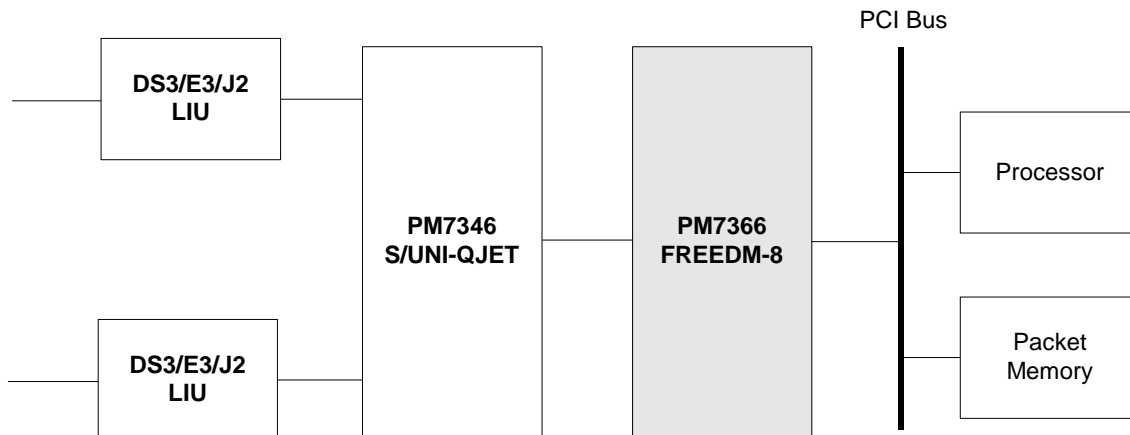 PCI Bus
DS3/E3/J2
LIU
PM7346
S/UNI-QJET
PM7366
FREEDM-8
Processor
DS3/E3/J2
LIU
Packet
Memory